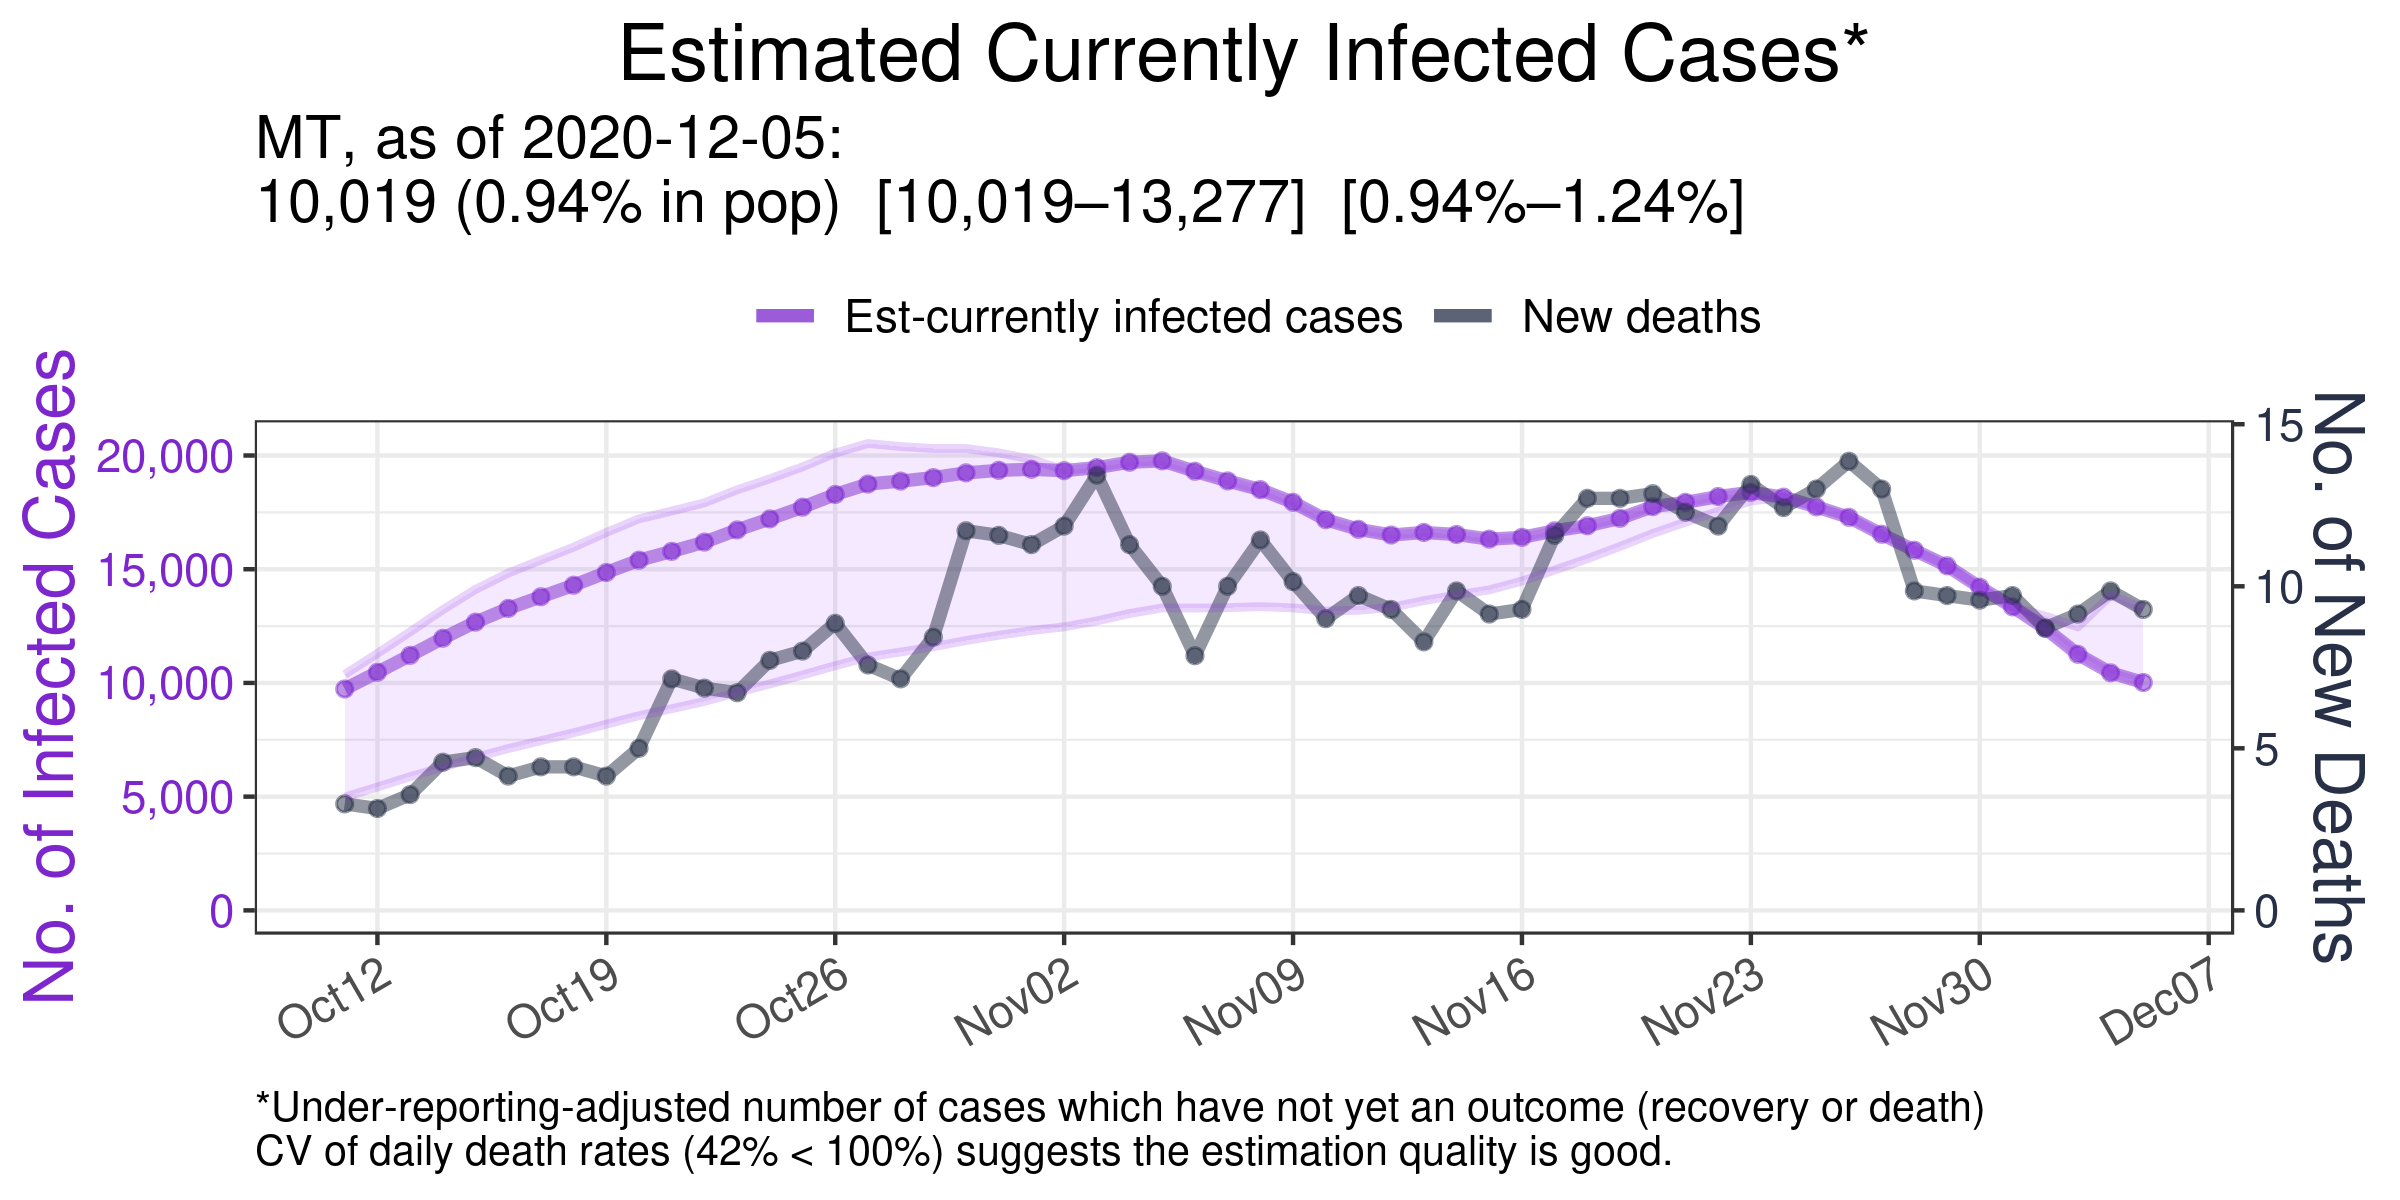 Estimated Currently Infected Cases*
MT, as of 2020-12-05:
10,019 (0.94% in pop)  [10,019–13,277]  [0.94%–1.24%]
Est-currently infected cases
New deaths
No. of Infected Cases
20,000
15,000
10,000
5,000
0
15
10
5
0
No. of New Deaths
Oct12
Oct19
Oct26
Nov02
Nov09
Nov16
Nov23
Nov30
Dec07
*Under-reporting-adjusted number of cases which have not yet an outcome (recovery or death)
CV of daily death rates (42% < 100%) suggests the estimation quality is good.